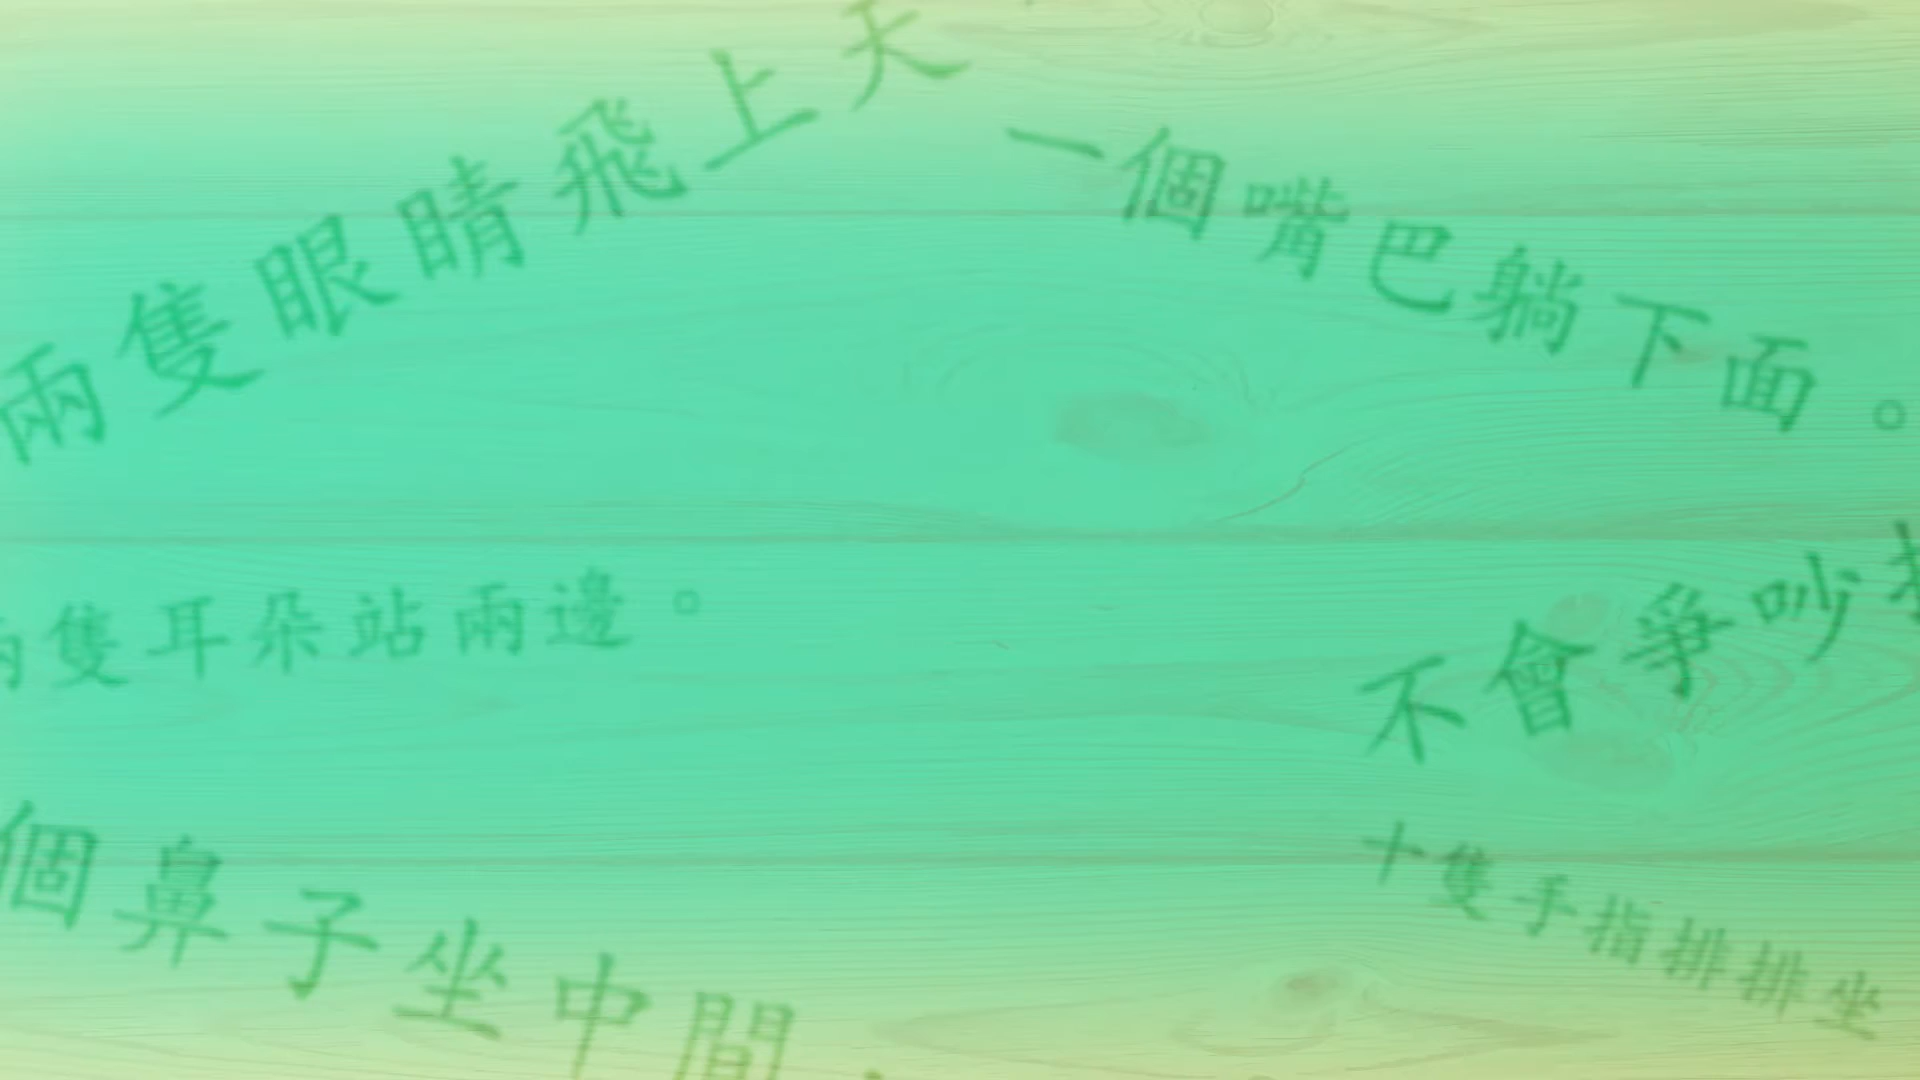 兩隻眼睛飛上天
一個嘴巴躺下面。
兩隻耳朵站兩邊。
不會爭吵
個鼻子坐中間
十隻手指排排坐